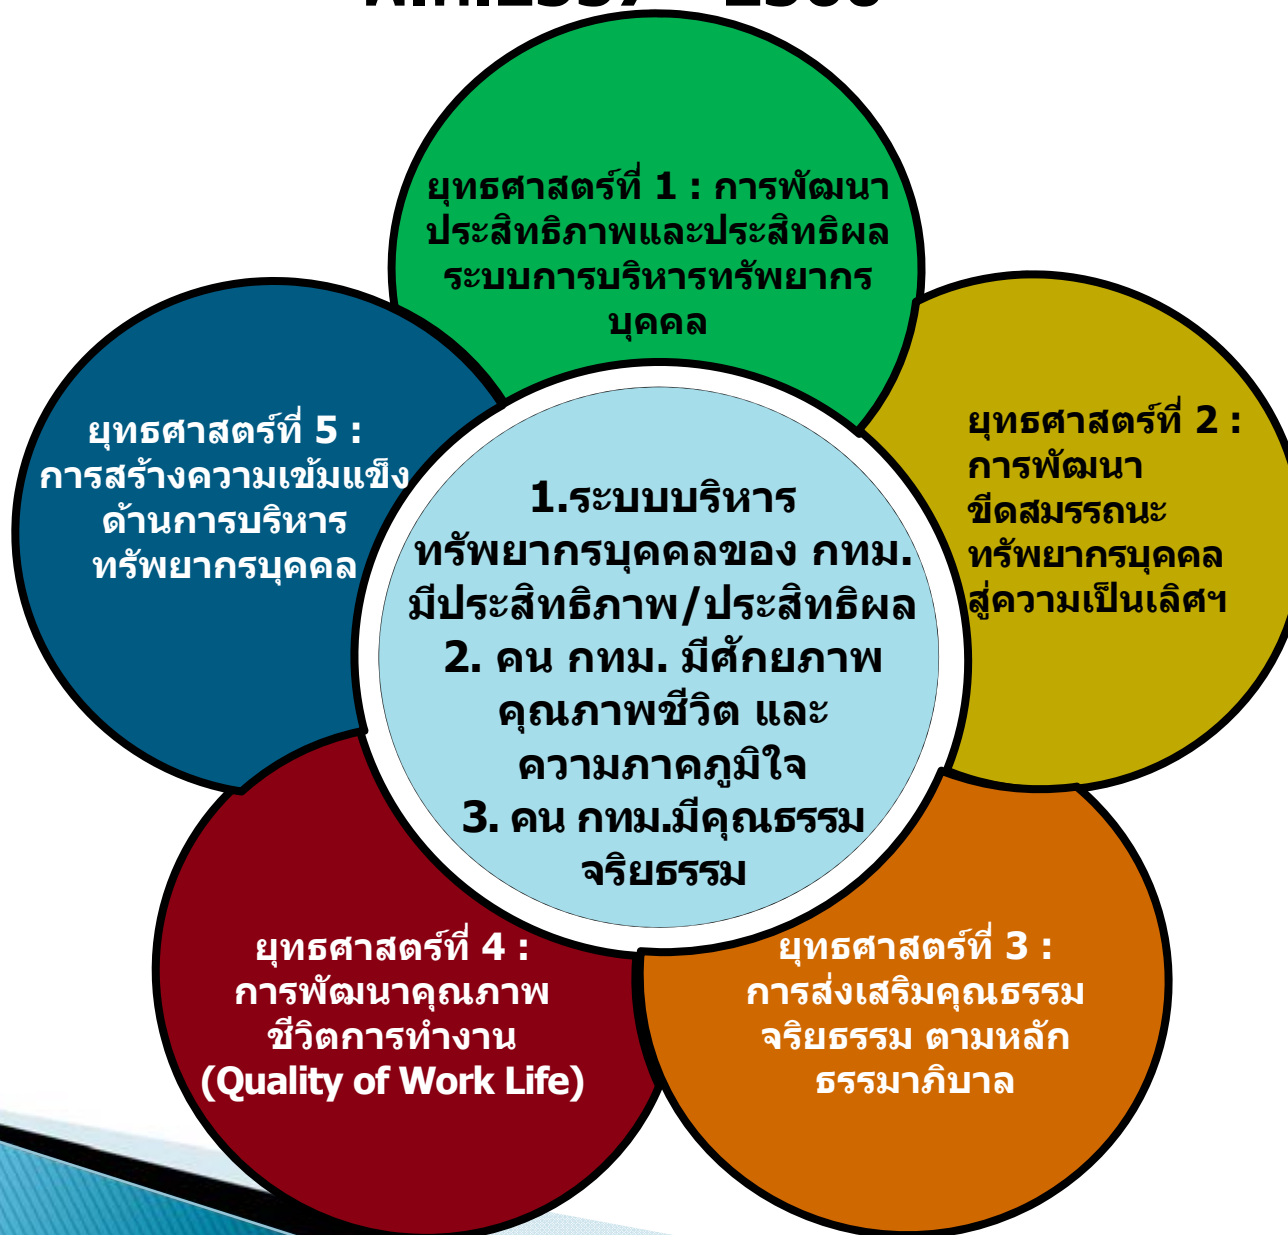 ยุทธศาสตร์ที่ 1 : การพัฒนา
ประสิทธิภาพและประสิทธิผล
ระบบการบริหารทรัพยากร
บุคคล
ยุทธศาสตร์ที่ 2 :
การพัฒนา
ขีดสมรรถนะ
ทรัพยากรบุคคล
สู่ความเป็นเลิศฯ
ยุทธศาสตร์ที่ 5 :
การสร้างความเข้มแข็ง
ด้านการบริหาร
ทรัพยากรบุคคล
1.ระบบบริหาร
ทรัพยากรบุคคลของ กทม.
มีประสิทธิภาพ/ประสิทธิผล
2. คน กทม. มีศักยภาพ
คุณภาพชีวิต และ
ความภาคภูมิใจ
3. คน กทม.มีคุณธรรม
จริยธรรม
ยุทธศาสตร์ที่ 4 :
การพัฒนาคุณภาพ
ชีวิตการทำงาน
(Quality of Work Life)
ยุทธศาสตร์ที่ 3 :
การส่งเสริมคุณธรรม
จริยธรรม ตามหลัก
ธรรมาภิบาล